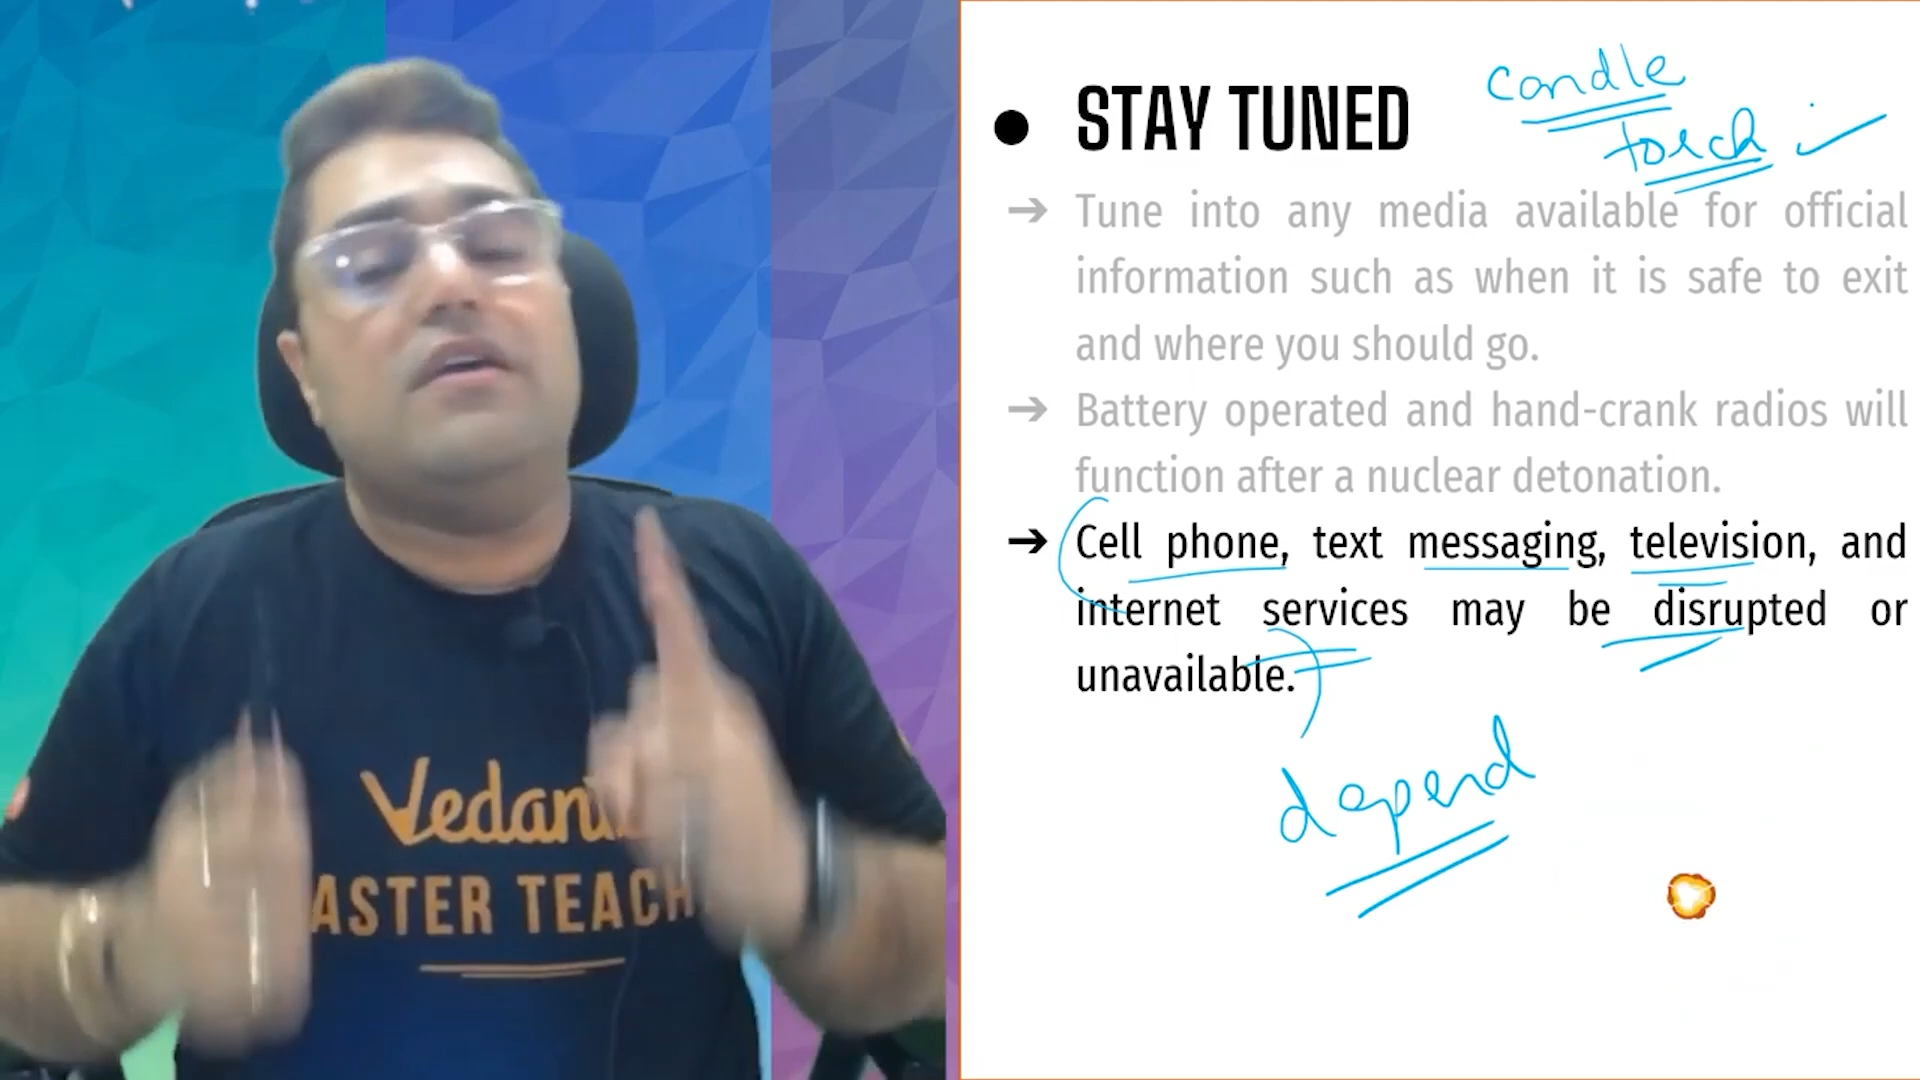 candle
STAY TUNED
torch
➔ Tune into any media available for official
information such as when it is safe to exit
and where you should go.
➔ Battery operated and hand-crank radios will
function after a nuclear detonation.
➔ Cell phone, text messaging, television, and
internet services may be disrupted or
unavailable.
depend
Vedant
ASTER TEACH